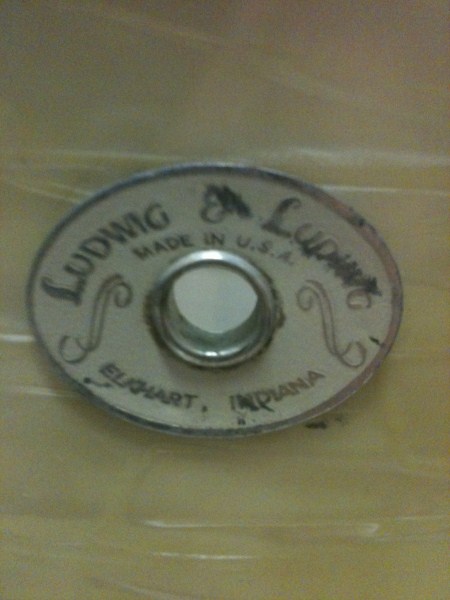 LUDWIG & LUDWIG
MADE IN U.S.A.
ELKHART, INDIANA